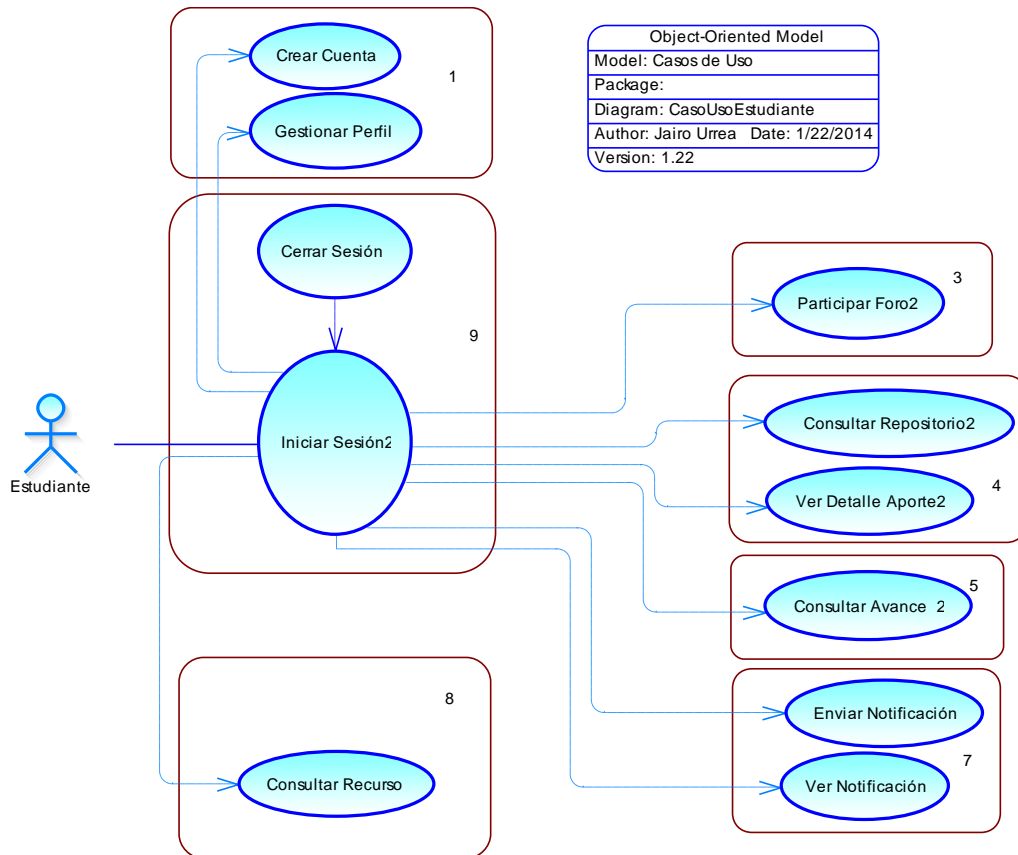 Crear Cuenta
1
Gestionar Perfil
Object-Oriented Model
Model: Casos de Uso
Package:
Diagram: CasoUsoEstudiante
Author: Jairo Urrea Date: 1/22/2014
Version: 1.22
Cerrar Sesión
9
Iniciar Sesión2
Estudiante
3
Participar Foro2
Consultar Repositorio2
4
Ver Detalle Aporte2
5
Consultar Avance 2
Enviar Notificación
7
Ver Notificación
8
Consultar Recurso